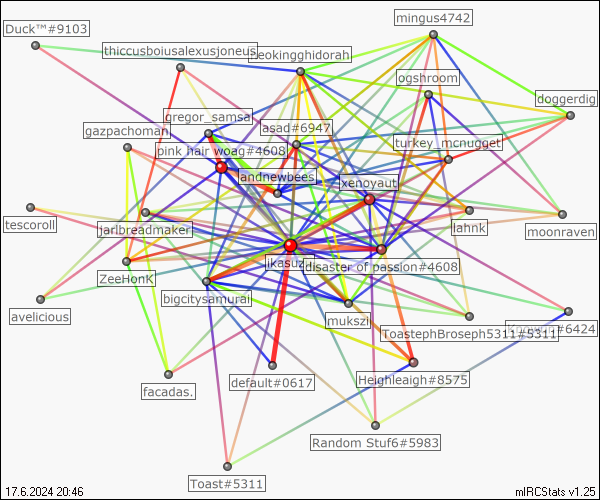 mingus4742
Duck™#9103
thiccusboiusalexusjoneus
neokingghidorah
ogshroom
doggerdig
gregor_samsa
gazpachoman
asad#6947
turkey_mcnugget
pink hair woag#4608
andnewbees
xenoyaut
tescoroll
jarlbreadmaker
lahnk
moonraven
disaster of passion#4608
ZeeHonK
bigcitysamurai
avelicious
mukszi
#6424
ToastephBroseph5311#5311
facadas.
default#0617
Heighleaigh#8575
Random Stuf6#5983
Toast#5311
17.6.2024 20:46
mIRCStats v1.25